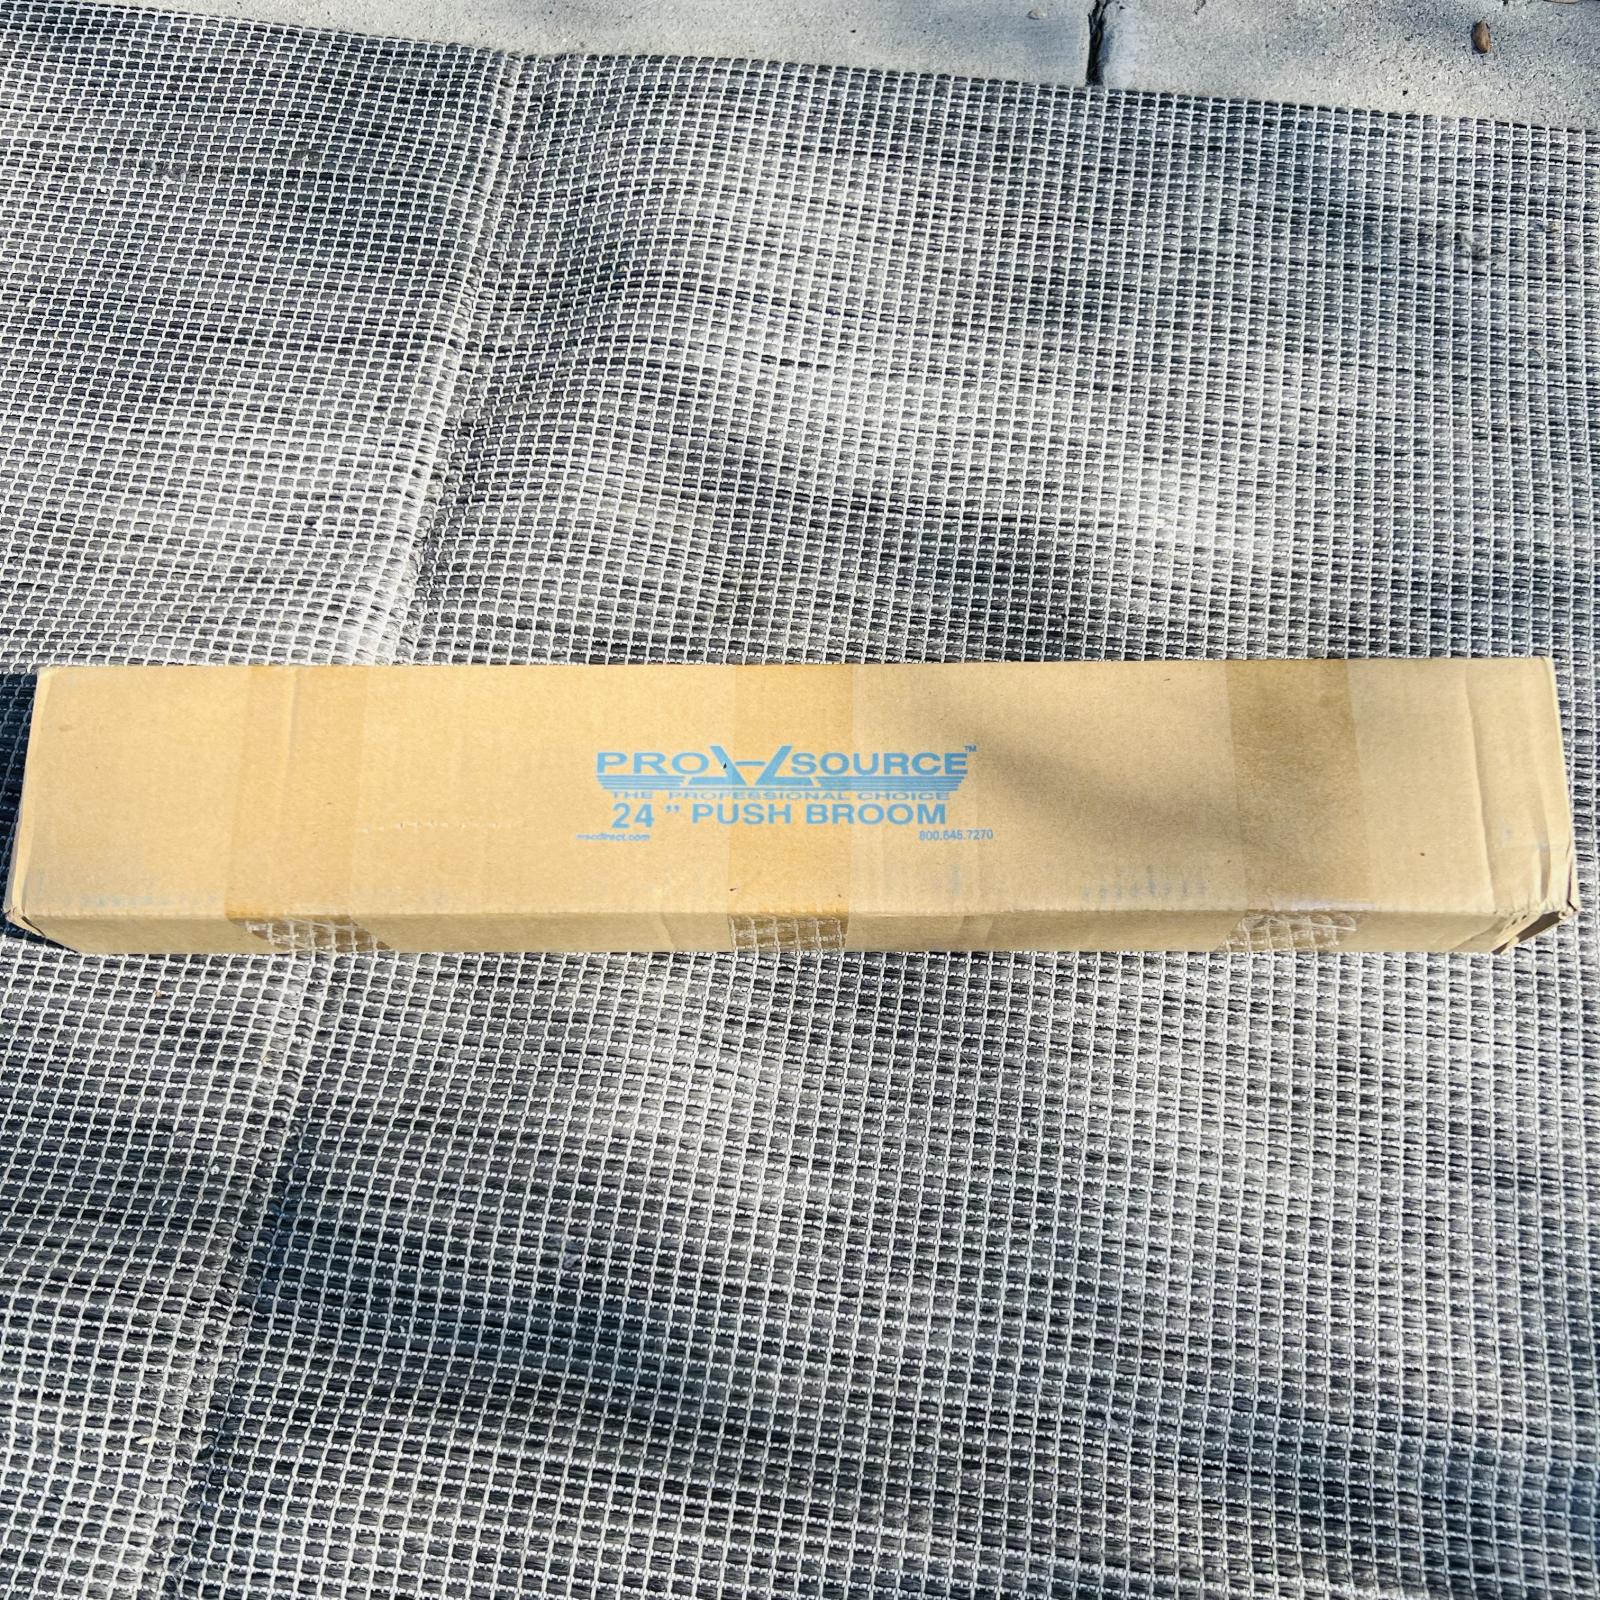 PRO SOURCE™
THE PROFESSIONAL CHOICE
24" PUSH BROOM
800.645.7270